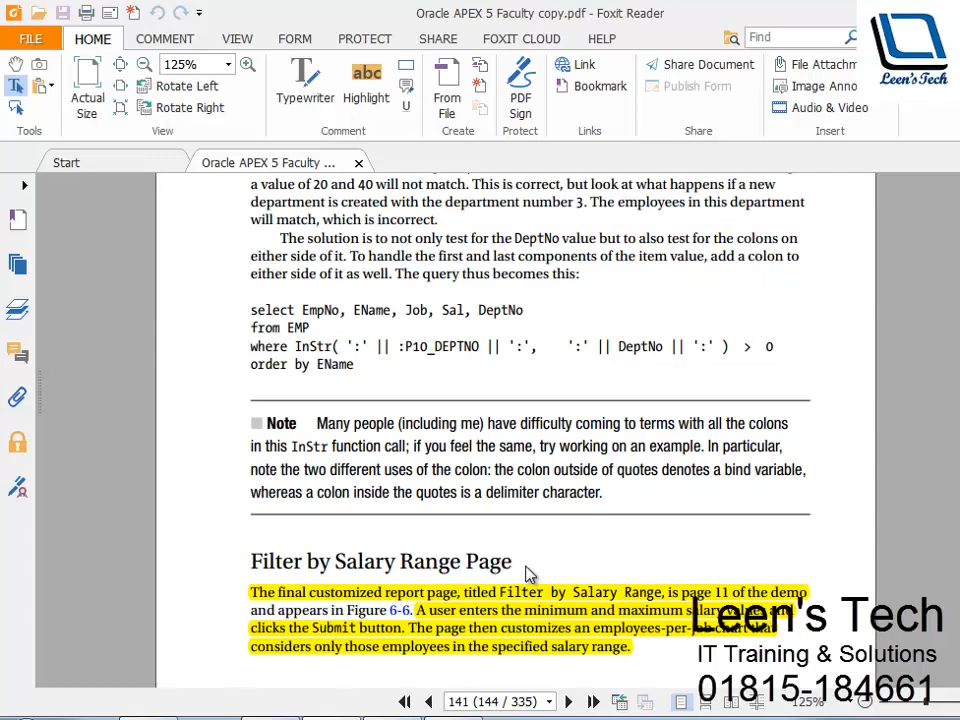 Oracle APEX 5 Faculty copy.pdf - Foxit Reader
FILE HOME COMMENT VIEW FORM PROTECT SHARE FOXIT CLOUD HELP Find
125% Rotate Left Rotate Right Actual Size
Typewriter Highlight From File PDF Sign
Link Bookmark Share Document Publish Form
File Attachm Image Anno Audio & Video
Leen's Tech
Tools View Comment Create Protect Links Share Insert
Start Oracle APEX 5 Faculty ...
a value of 20 and 40 will not match. This is correct, but look at what happens if a new
department is created with the department number 3. The employees in this department
will match, which is incorrect.
The solution is to not only test for the DeptNo value but to also test for the colons on
either side of it. To handle the first and last components of the item value, add a colon to
either side of it as well. The query thus becomes this:
select EmpNo, EName, Job, Sal, DeptNo
from EMP
where InStr( ':' || :P10_DEPTNO || ':', ':' || DeptNo || ':' ) > 0
order by EName
Note Many people (including me) have difficulty coming to terms with all the colons
in this InStr function call; if you feel the same, try working on an example. In particular,
note the two different uses of the colon: the colon outside of quotes denotes a bind variable,
whereas a colon inside the quotes is a delimiter character.
Filter by Salary Range Page
The final customized report page, titled Filter by Salary Range, is page 11 of the demo
and appears in Figure 6-6. A user enters the minimum and maximum salary values and
clicks the Submit button. The page then customizes an employees-per-job chart that
considers only those employees in the specified salary range.
Leen's Tech
IT Training & Solutions
01815-184661
141 (144 / 335) 125%